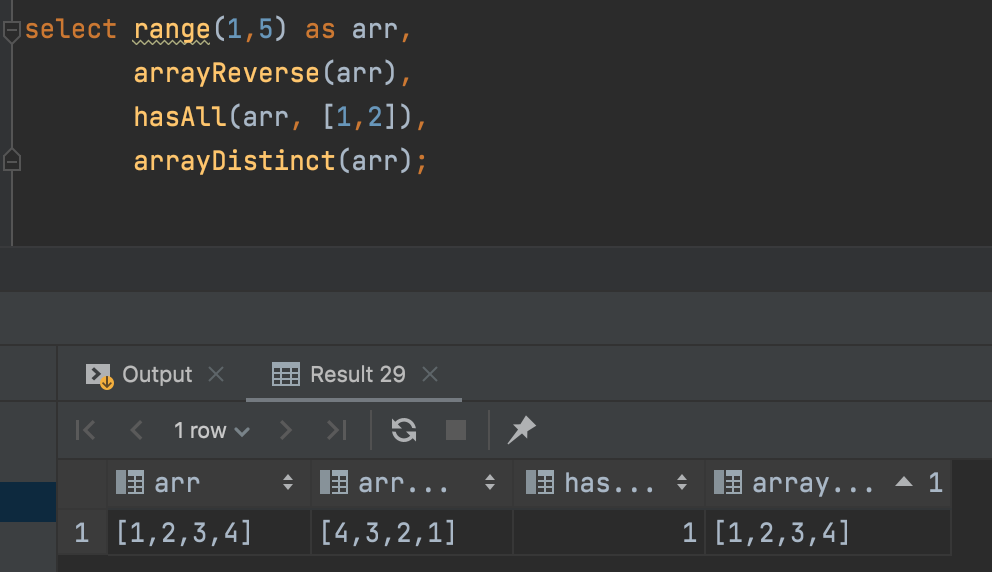 select range(1,5) as arr,
arrayReverse(arr),
hasAll(arr, [1,2]),
arrayDistinct(arr);
Output
Result 29
1 row
arr arr... has... array... 1
1 [1,2,3,4] [4,3,2,1] 1 [1,2,3,4]